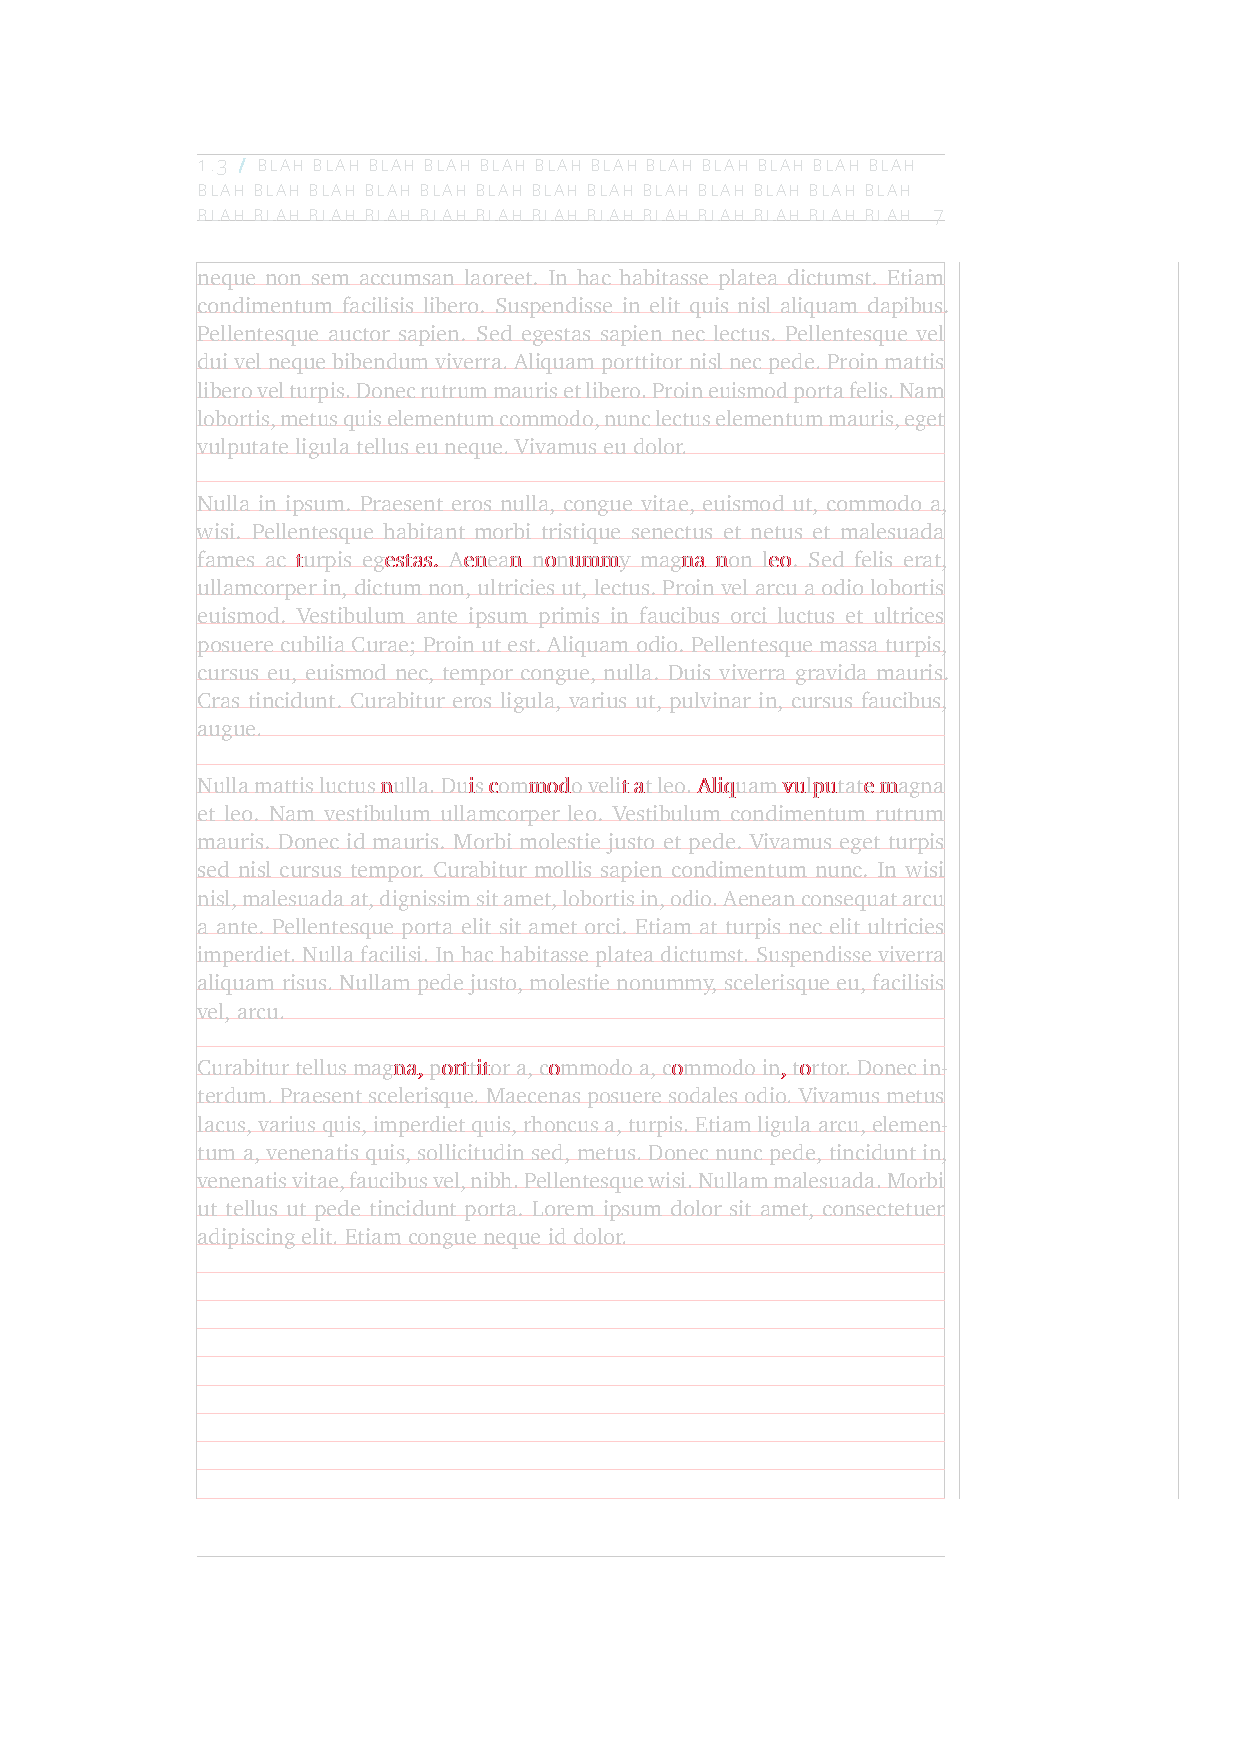 1.3 / BLAH BLAH BLAH BLAH BLAH BLAH BLAH BLAH BLAH BLAH BLAH BLAH
BLAH BLAH BLAH BLAH BLAH BLAH BLAH BLAH BLAH BLAH BLAH BLAH BLAH
BLAH BLAH BLAH BLAH BLAH BLAH BLAH BLAH BLAH BLAH BLAH BLAH BLAH 7
neque non sem accumsan laoreet. In hac habitasse platea dictumst. Etiam
condimentum facilisis libero. Suspendisse in elit quis nisl aliquam dapibus.
Pellentesque auctor sapien. Sed egestas sapien nec lectus. Pellentesque vel
dui vel neque bibendum viverra. Aliquam porttitor nisl nec pede. Proin mattis
libero vel turpis. Donec rutrum mauris et libero. Proin euismod porta felis. Nam
lobortis, metus quis elementum commodo, nunc lectus elementum mauris, eget
vulputate ligula tellus eu neque. Vivamus eu dolor.
Nulla in ipsum. Praesent eros nulla, congue vitae, euismod ut, commodo a,
wisi. Pellentesque habitant morbi tristique senectus et netus et malesuada
fames ac turpis egestas. Aenean nonummy magna non leo. Sed felis erat,
ullamcorper in, dictum non, ultricies ut, lectus. Proin vel arcu a odio lobortis
euismod. Vestibulum ante ipsum primis in faucibus orci luctus et ultrices
posuere cubilia Curae; Proin ut est. Aliquam odio. Pellentesque massa turpis,
cursus eu, euismod nec, tempor congue, nulla. Duis viverra gravida mauris.
Cras tincidunt. Curabitur eros ligula, varius ut, pulvinar in, cursus faucibus,
augue.
Nulla mattis luctus nulla. Duis commodo velit at leo. Aliquam vulputate magna
et leo. Nam vestibulum ullamcorper leo. Vestibulum condimentum rutrum
mauris. Donec id mauris. Morbi molestie justo et pede. Vivamus eget turpis
sed nisl cursus tempor. Curabitur mollis sapien condimentum nunc. In wisi
nisl, malesuada at, dignissim sit amet, lobortis in, odio. Aenean consequat arcu
a ante. Pellentesque porta elit sit amet orci. Etiam at turpis nec elit ultricies
imperdiet. Nulla facilisi. In hac habitasse platea dictumst. Suspendisse viverra
aliquam risus. Nullam pede justo, molestie nonummy, scelerisque eu, facilisis
vel, arcu.
Curabitur tellus magna, porttitor a, commodo a, commodo in, tortor. Donec in-
terdum. Praesent scelerisque. Maecenas posuere sodales odio. Vivamus metus
lacus, varius quis, imperdiet quis, rhoncus a, turpis. Etiam ligula arcu, elemen-
tum a, venenatis quis, sollicitudin sed, metus. Donec nunc pede, tincidunt in,
venenatis vitae, faucibus vel, nibh. Pellentesque wisi. Nullam malesuada. Morbi
ut tellus ut pede tincidunt porta. Lorem ipsum dolor sit amet, consectetuer
adipiscing elit. Etiam congue neque id dolor.